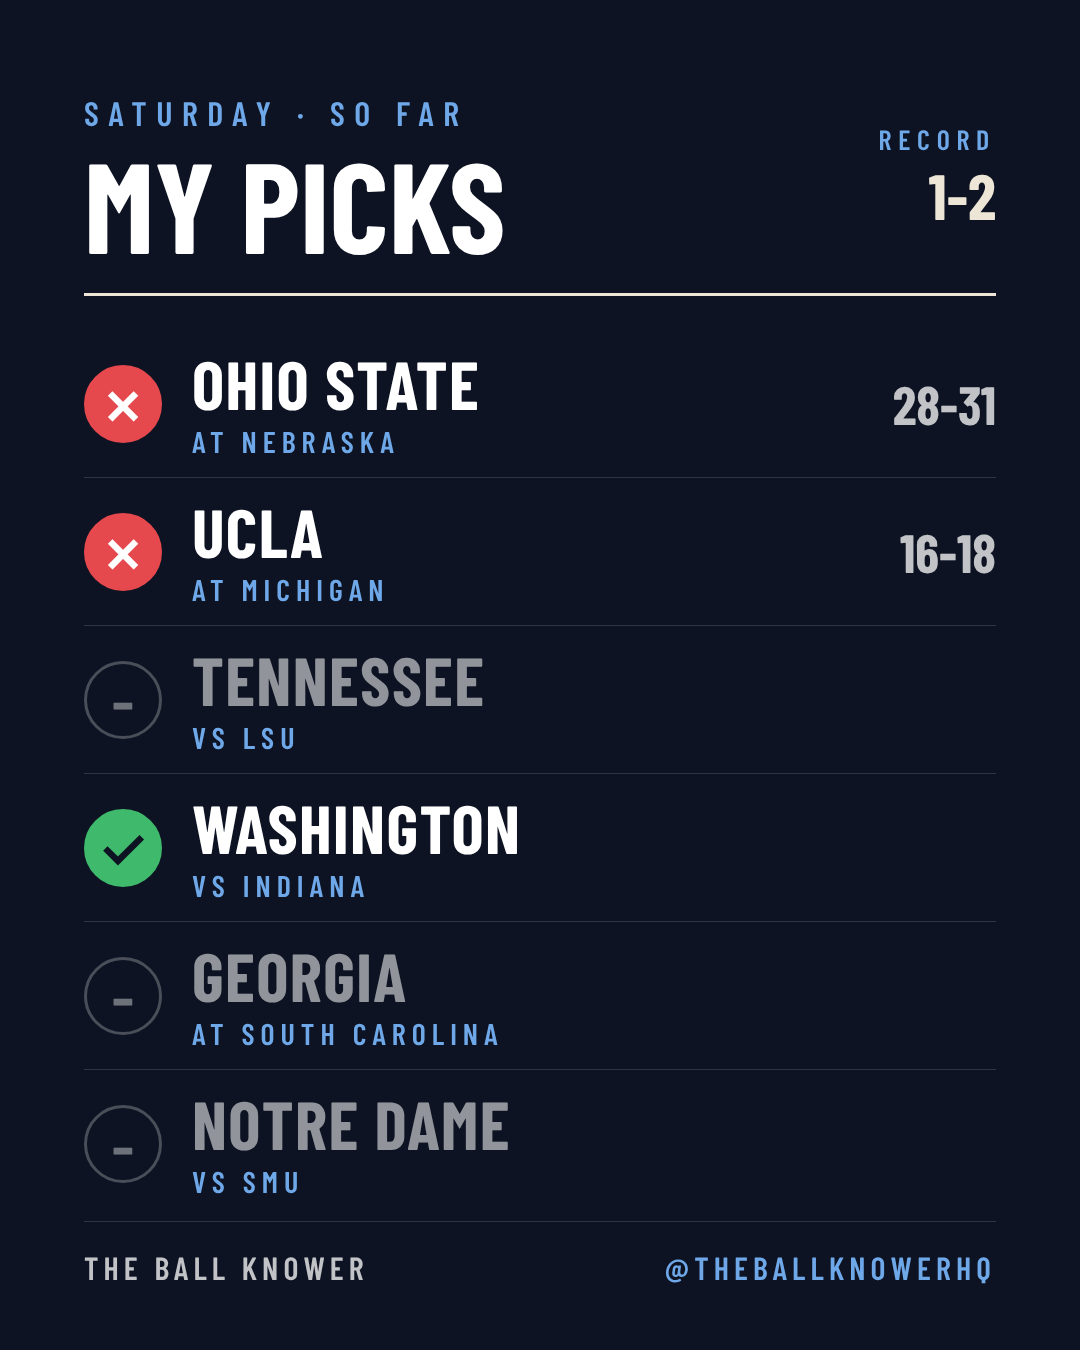 SATURDAY · SO FAR
MY PICKS
RECORD
1-2
OHIO STATE
AT NEBRASKA
28-31
UCLA
AT MICHIGAN
16-18
-
TENNESSEE
VS LSU
WASHINGTON
VS INDIANA
-
GEORGIA
AT SOUTH CAROLINA
-
NOTRE DAME
VS SMU
THE BALL KNOWER
@THEBALLKNOWERHQ